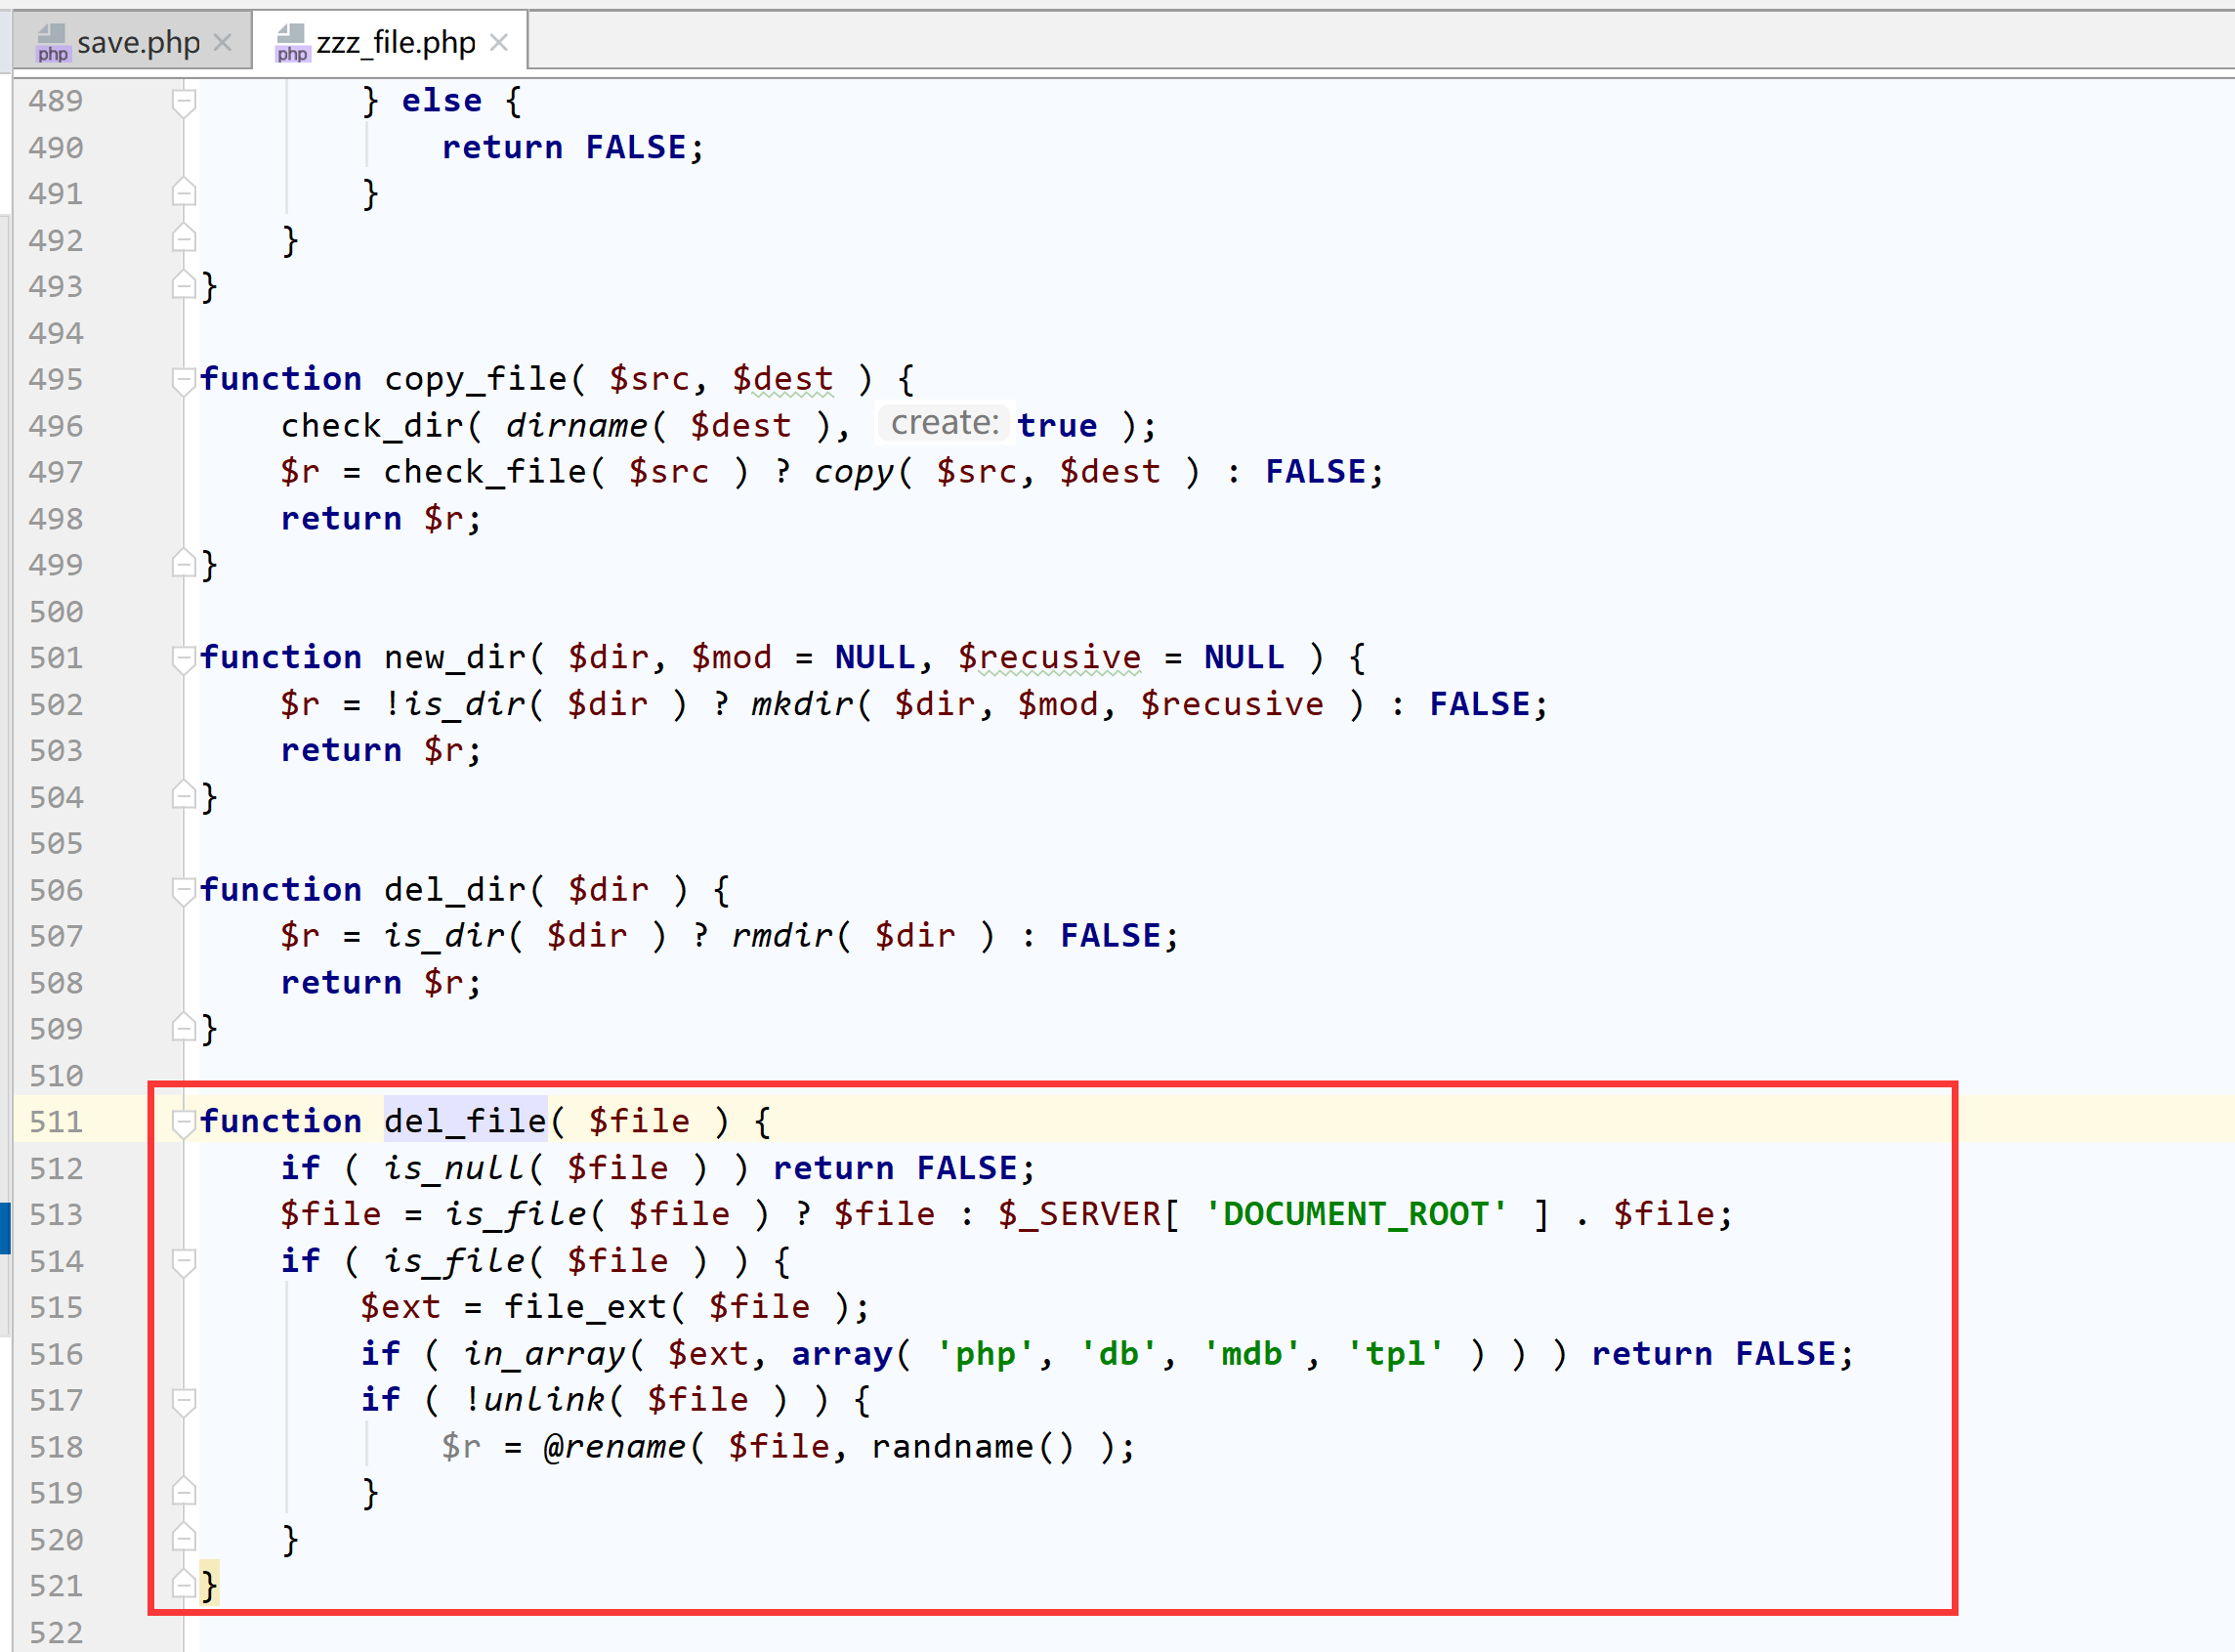 save.php zzz_file.php
489 } else {
490 return FALSE;
491 }
492 }
493 }
494
495 function copy_file( $src, $dest ) {
496 check_dir( dirname( $dest ), create: true );
497 $r = check_file( $src ) ? copy( $src, $dest ) : FALSE;
498 return $r;
499 }
500
501 function new_dir( $dir, $mod = NULL, $recusive = NULL ) {
502 $r = !is_dir( $dir ) ? mkdir( $dir, $mod, $recusive ) : FALSE;
503 return $r;
504 }
505
506 function del_dir( $dir ) {
507 $r = is_dir( $dir ) ? rmdir( $dir ) : FALSE;
508 return $r;
509 }
510
511 function del_file( $file ) {
512 if ( is_null( $file ) ) return FALSE;
513 $file = is_file( $file ) ? $file : $_SERVER[ 'DOCUMENT_ROOT' ] . $file;
514 if ( is_file( $file ) ) {
515 $ext = file_ext( $file );
516 if ( in_array( $ext, array( 'php', 'db', 'mdb', 'tpl' ) ) ) return FALSE;
517 if ( !unlink( $file ) ) {
518 $r = @rename( $file, randname() );
519 }
520 }
521 }
522